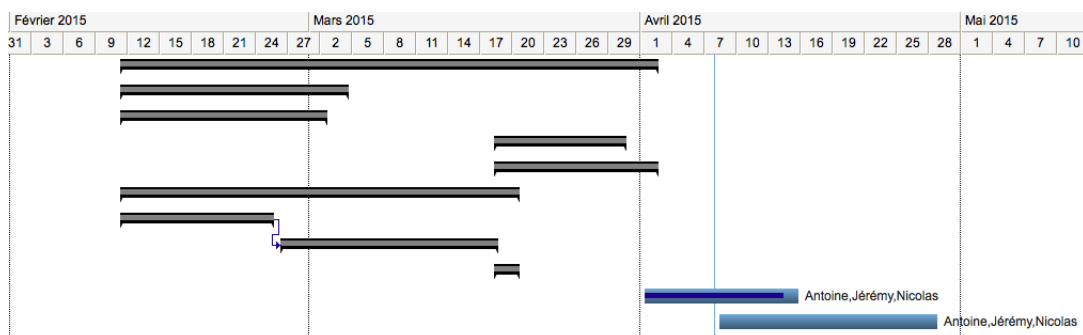 Février 2015 Mars 2015 Avril 2015 Mai 2015
31 3 6 9 12 15 18 21 24 27 2 5 8 11 14 17 20 23 26 29 1 4 7 10 13 16 19 22 25 28 1 4 7 10
Antoine,Jérémy,Nicolas
Antoine,Jérémy,Nicolas